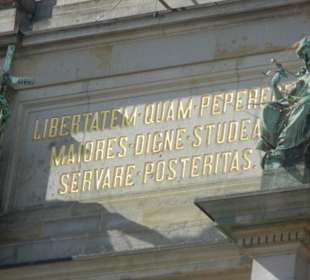 LIBERTATEM·QUAM·PEPERE
MAIORES·DIGNE·STUDEA
SERVARE·POSTERITAS.